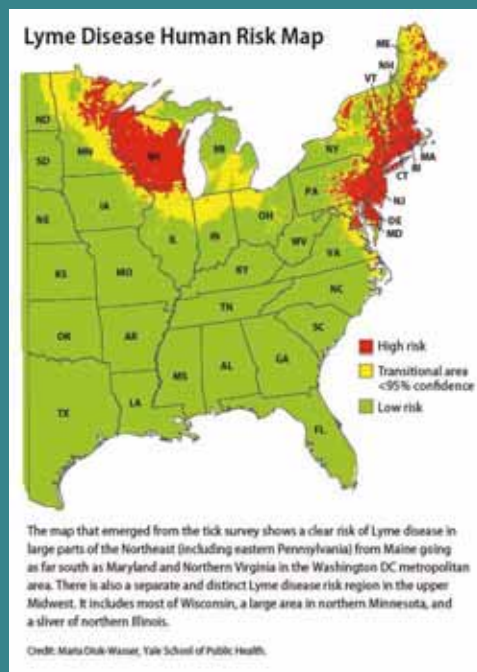 Lyme Disease Human Risk Map
ME
NH
VT
ND
MN
WI
MI
NY
MA
RI
CT
SD
PA
NJ
IA
OH
DE
MD
NE
IL
IN
WV
VA
KS
MO
KY
NC
TN
OK
AR
SC
MS
AL
GA
High risk
Transitional area
<95% confidence
Low risk
TX
LA
FL
The map that emerged from the tick survey shows a clear risk of Lyme disease in
large parts of the Northeast (including eastern Pennsylvania) from Maine going
as far south as Maryland and Northern Virginia in the Washington DC metropolitan
area. There is also a separate and distinct Lyme disease risk region in the upper
Midwest. It includes most of Wisconsin, a large area in northern Minnesota, and
a sliver of northern Illinois.
Credit: Maria Diuk-Wasser, Yale School of Public Health.